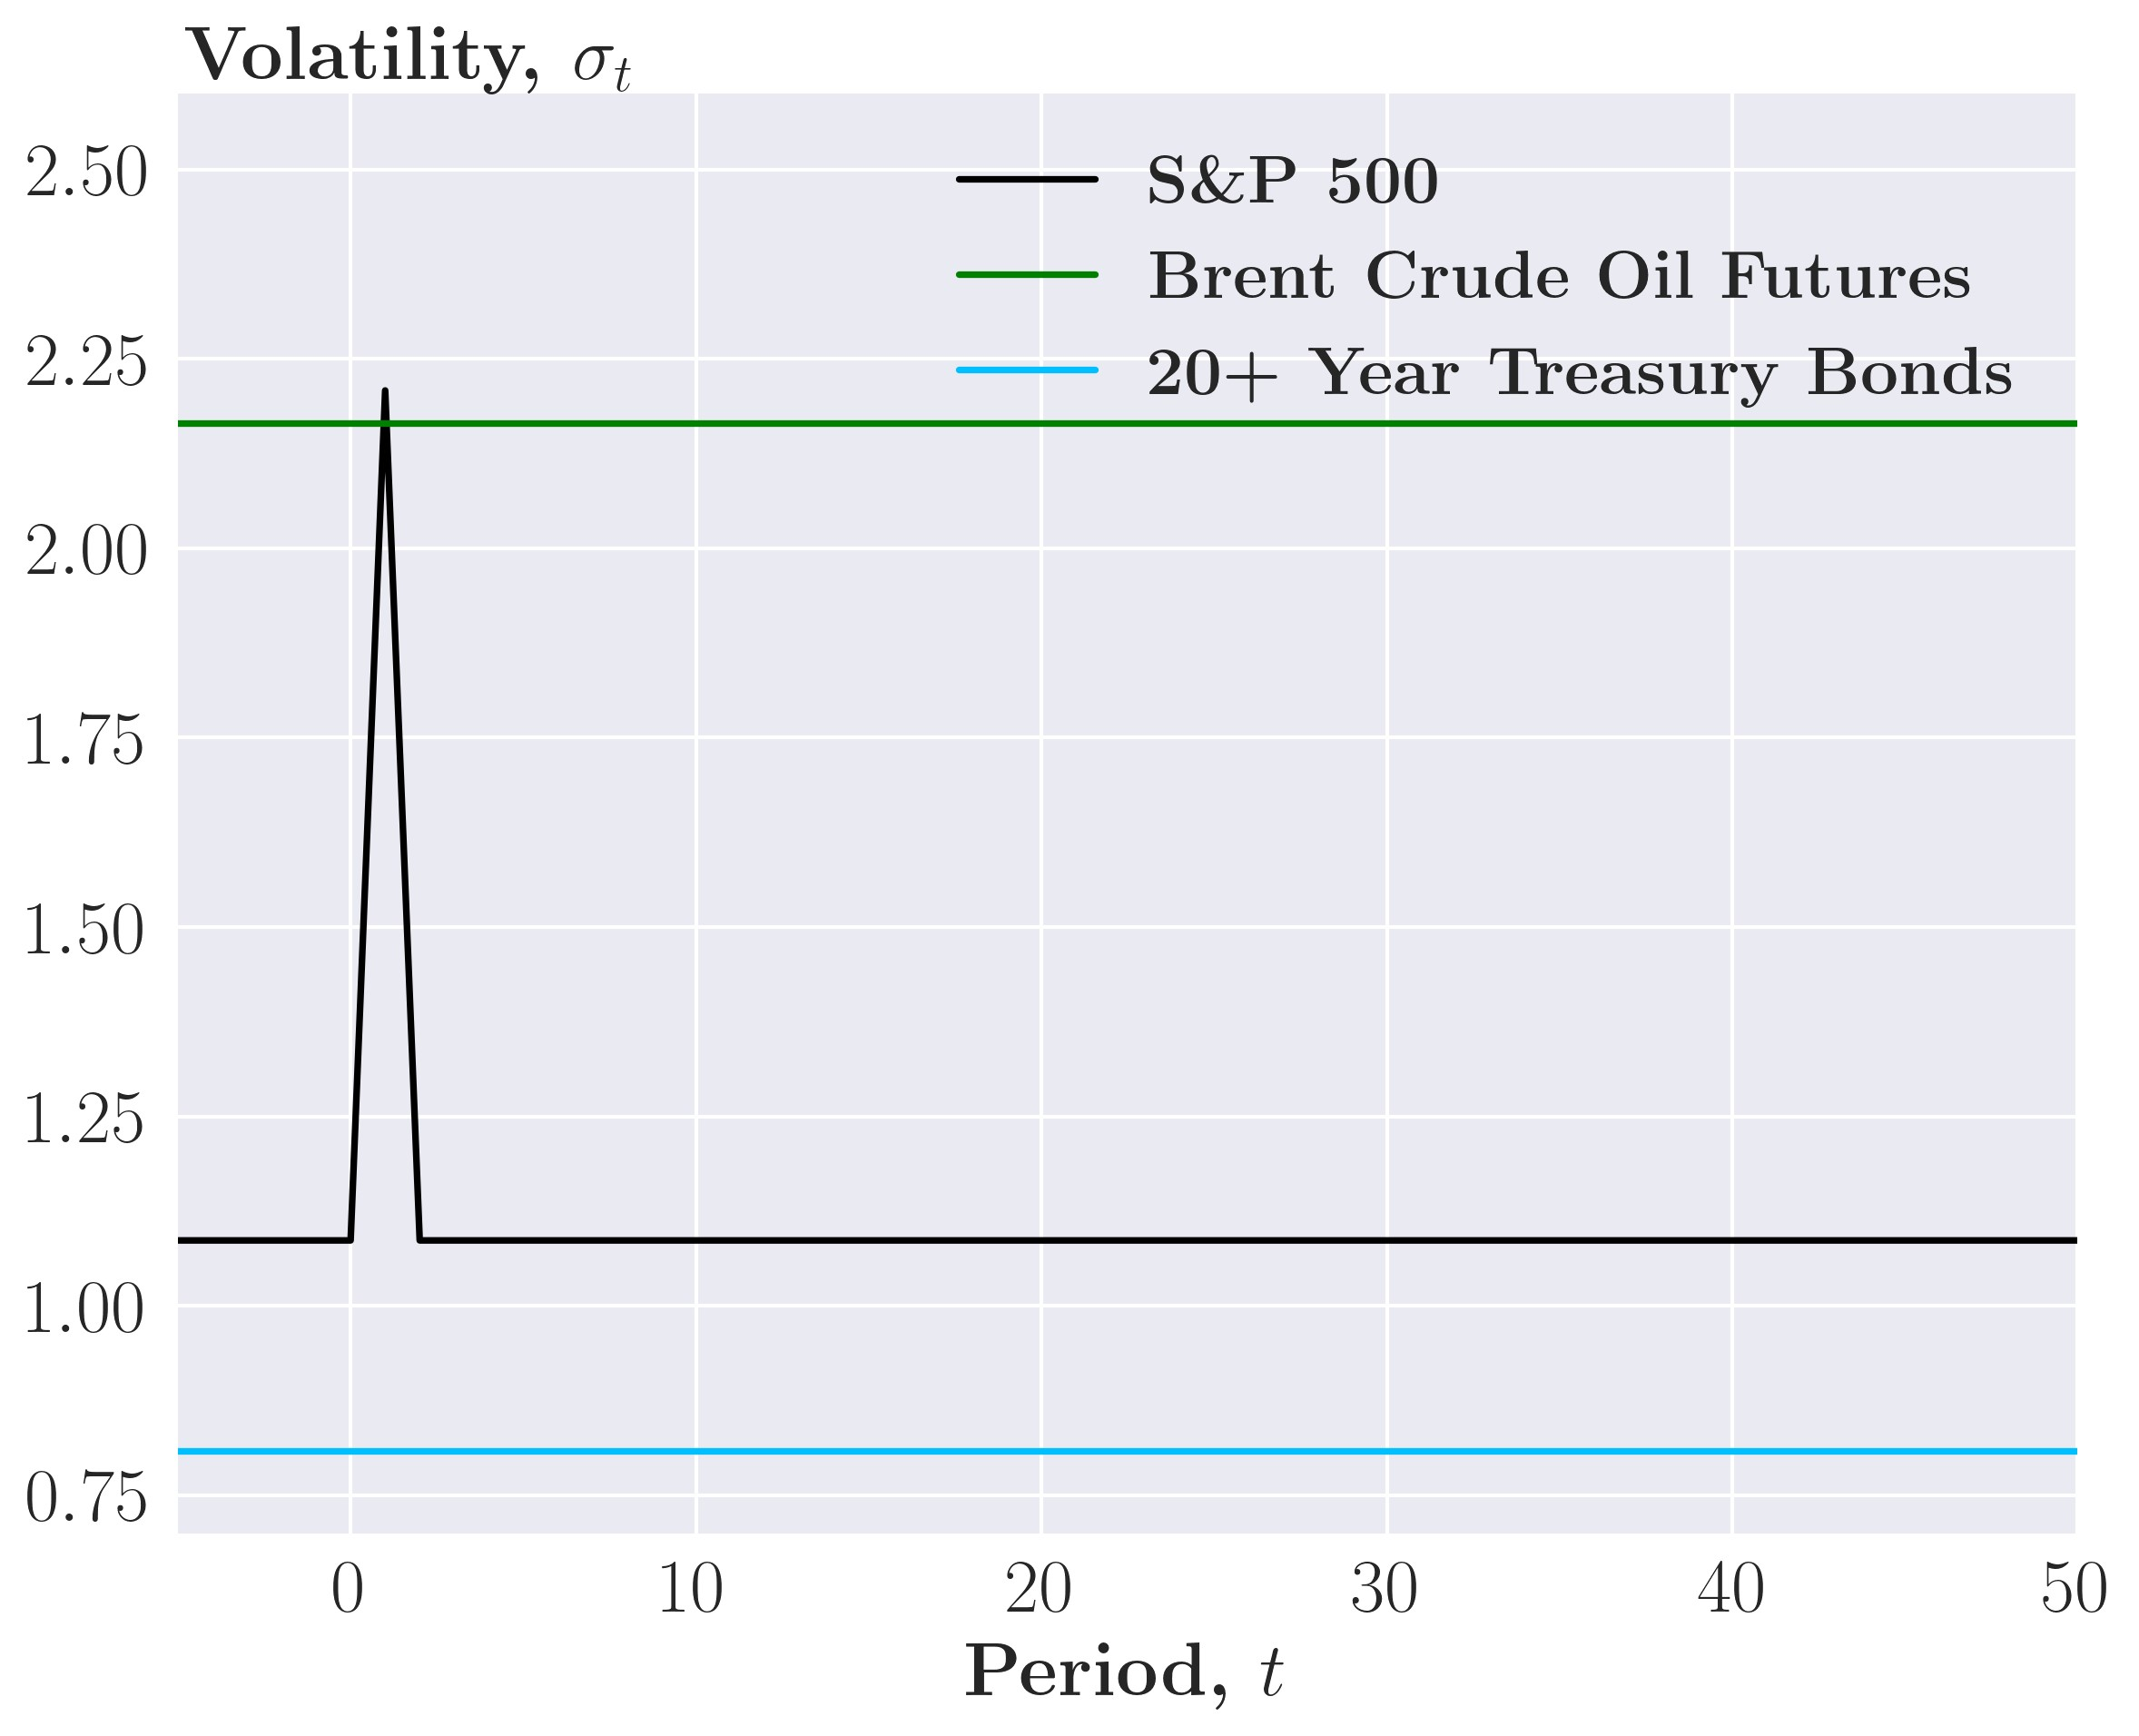 Volatility, σt
2.50
2.25
2.00
1.75
1.50
1.25
1.00
0.75
S&P 500
Brent Crude Oil Futures
20+ Year Treasury Bonds
0 10 20 30 40 50
Period, t